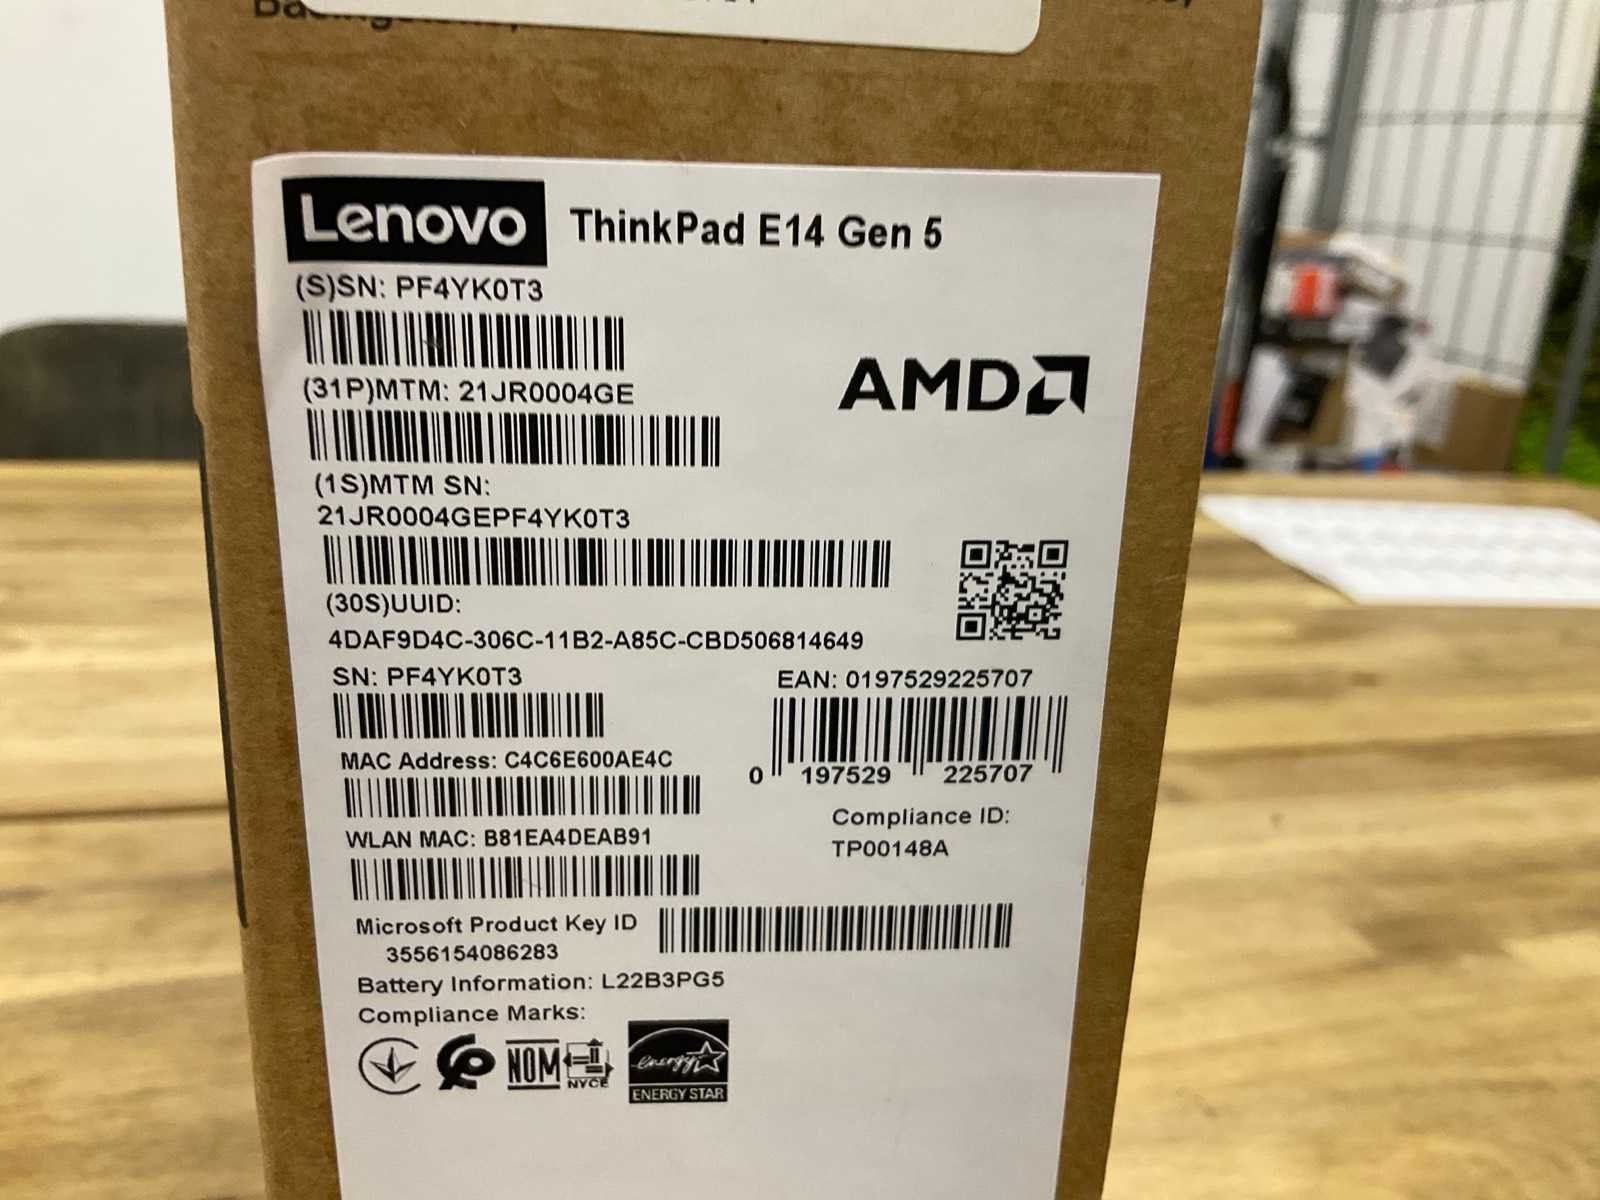 Lenovo ThinkPad E14 Gen 5
(S)SN: PF4YK0T3
(31P)MTM: 21JR0004GE
AMD
(1S)MTM SN:
21JR0004GEPF4YK0T3
(30S)UUID:
4DAF9D4C-306C-11B2-A85C-CBD506814649
SN: PF4YK0T3
EAN: 0197529225707
0 197529 225707
MAC Address: C4C6E600AE4C
WLAN MAC: B81EA4DEAB91
Compliance ID:
TP00148A
Microsoft Product Key ID
3556154086283
Battery Information: L22B3PG5
Compliance Marks:
NOM
NYCE
energy
ENERGY STAR